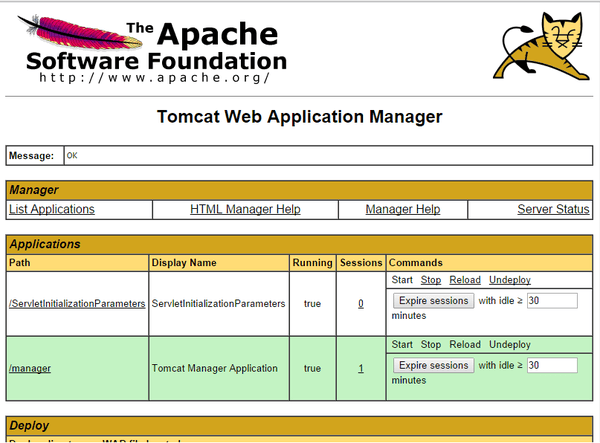 The Apache
Software Foundation
http://www.apache.org/
Tomcat Web Application Manager
Message: OK
Manager
List Applications HTML Manager Help Manager Help Server Status
Applications
Path Display Name Running Sessions Commands
Start Stop Reload Undeploy
/ServletInitializationParameters ServletInitializationParameters true 0 Expire sessions with idle ≥ 30
minutes
Start Stop Reload Undeploy
/manager Tomcat Manager Application true 1 Expire sessions with idle ≥ 30
minutes
Deploy